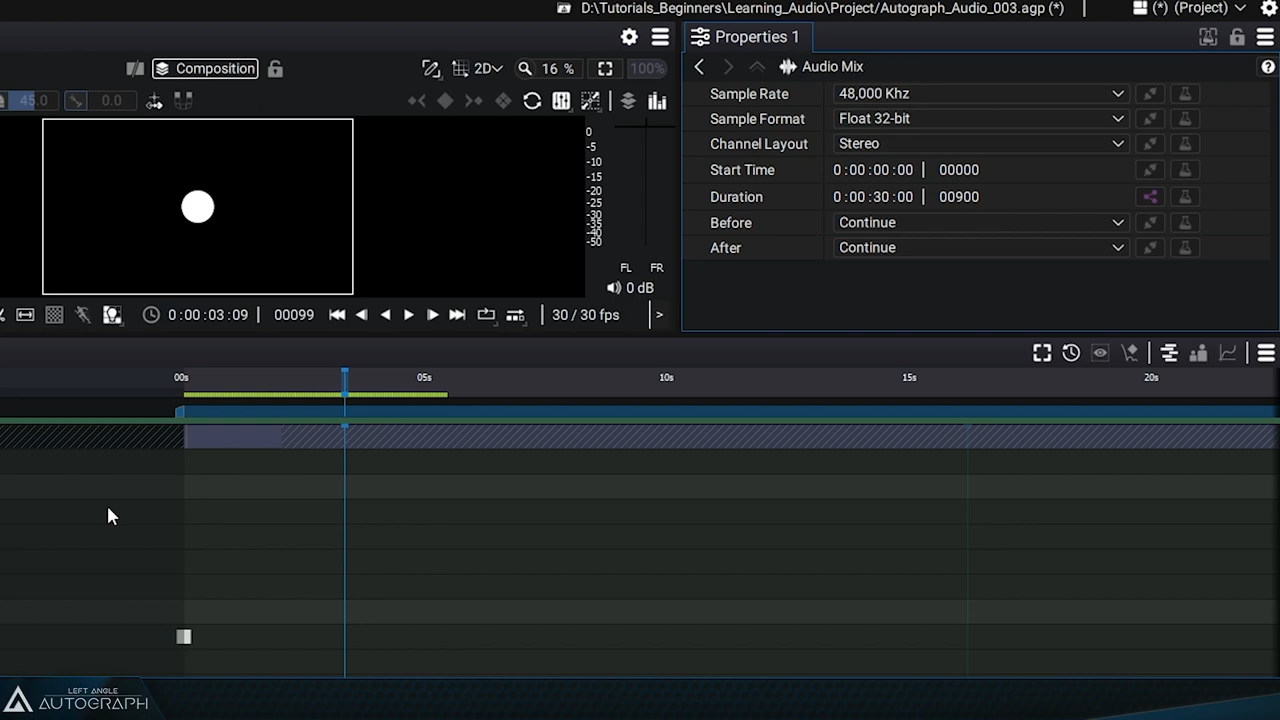 D:\Tutorials_Beginners\Learning_Audio\Project/Autograph_Audio_003.agp (*)
(*) (Project)
Properties 1
Composition
2D
16 %
100%
Audio Mix
45.0
0.0
Sample Rate
48,000 Khz
Sample Format
Float 32-bit
Channel Layout
Stereo
Start Time
0:00:00:00
00000
Duration
0:00:30:00
00900
Before
Continue
After
Continue
0
-5
-10
-15
-20
-25
-30
-35
-40
-50
FL
FR
0 dB
0:00:03:09
00099
30 / 30 fps
>
00s
05s
10s
15s
20s
LEFT ANGLE
AUTOGRAPH